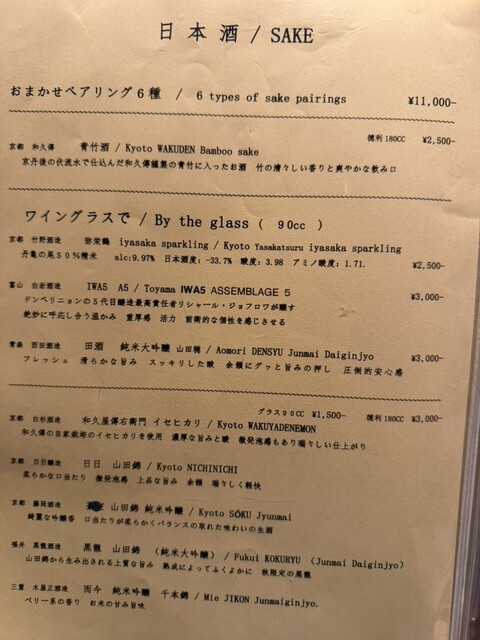 日本酒 / SAKE
おまかせペアリング6種 / 6 types of sake pairings ¥11,000-
徳利180CC ¥2,500-
京都 和久傳 青竹酒 / Kyoto WAKUDEN Bamboo sake
京丹後の伏流水で仕込んだ和久傳謹製の青竹に入ったお酒 竹の清々しい香りと爽やかな飲み口
ワイングラスで / By the glass ( 90cc )
京都 竹野酒造 弥栄鶴 iyasaka sparkling / Kyoto Yasakatsuru iyasaka sparkling
丹亀の尾50%精米 alc:9.97% 日本酒度: -33.7% 酸度: 3.98 アミノ酸度: 1.71. ¥2,500-
富山 白岩酒造 IWA5 A5 / Toyama IWA5 ASSEMBLAGE 5 ¥3,000-
ドンペリニョンの5代目醸造最高責任者リシャール・ジョフロワが醸す
絶妙に呼応し合う温かみ 重厚感 活力 前衛的な個性を感じさせる
青森 西田酒造 田酒 純米大吟醸 山田穂 / Aomori DENSYU Junmai Daiginjyo ¥3,000-
フレッシュ 滑らかな旨み スッキリした酸 余韻にグッと旨みの押し 圧倒的安心感
グラス90CC ¥1,500- 徳利180CC ¥3,000-
京都 白杉酒造 和久屋傳右衛門 イセヒカリ / Kyoto WAKUYADENEMON
和久傳の自家栽培のイセヒカリを使用 濃厚な旨みと酸 微発泡感もあり瑞々しい仕上がり
京都 日日醸造 日日 山田錦 / Kyoto NICHINICHI
柔らかな口当たり 微発泡感 上品な旨み 余韻 瑞々しく軽快
京都 藤岡酒造 山田錦 純米吟醸 / Kyoto SŌKU Jyunmai
綺麗な吟醸香 口当たりが柔らかくバランスの取れた味わいの生酒
福井 黒龍酒造 黒龍 山田錦 (純米大吟醸) / Fukui KOKURYU (Junmai Daiginjyo)
山田錦から生み出される上質な旨み 熟成によってふくよかに 秋限定の黒龍
三重 木屋正酒造 而今 純米吟醸 千本錦 / Mie JIKON Junmaiginjyo.
ベリー系の香り お米の甘み旨味